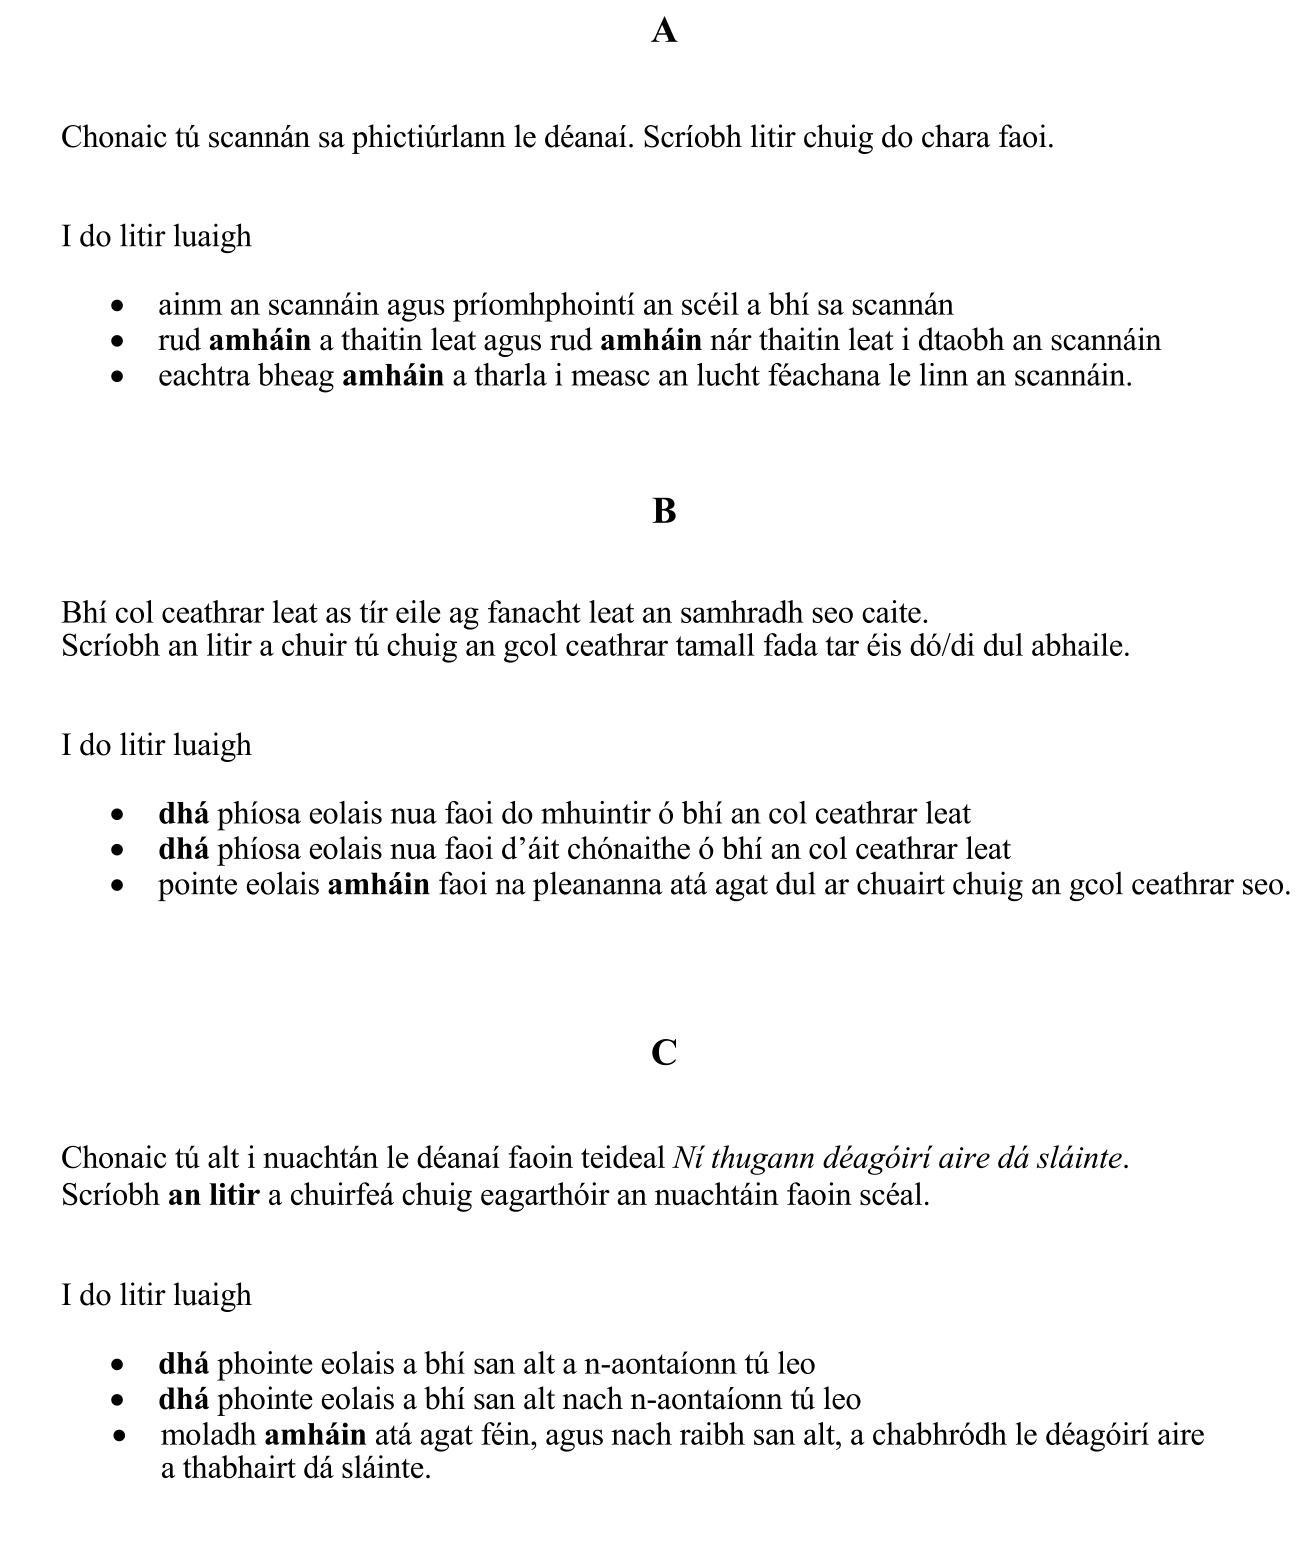 A
Chonaic tú scannán sa phictiúrlann le déanaí. Scríobh litir chuig do chara faoi.
I do litir luaigh
• ainm an scannáin agus príomhphointí an scéil a bhí sa scannán
• rud amháin a thaitin leat agus rud amháin nár thaitin leat i dtaobh an scannáin
• eachtra bheag amháin a tharla i measc an lucht féachana le linn an scannáin.
B
Bhí col ceathrar leat as tír eile ag fanacht leat an samhradh seo caite.
Scríobh an litir a chuir tú chuig an gcol ceathrar tamall fada tar éis dó/di dul abhaile.
I do litir luaigh
• dhá phíosa eolais nua faoi do mhuintir ó bhí an col ceathrar leat
• dhá phíosa eolais nua faoi d’áit chónaithe ó bhí an col ceathrar leat
• pointe eolais amháin faoi na pleananna atá agat dul ar chuairt chuig an gcol ceathrar seo.
C
Chonaic tú alt i nuachtán le déanaí faoin teideal Ní thugann déagóirí aire dá sláinte.
Scríobh an litir a chuirfeá chuig eagarthóir an nuachtáin faoin scéal.
I do litir luaigh
• dhá phointe eolais a bhí san alt a n-aontaíonn tú leo
• dhá phointe eolais a bhí san alt nach n-aontaíonn tú leo
• moladh amháin atá agat féin, agus nach raibh san alt, a chabhródh le déagóirí aire
a thabhairt dá sláinte.